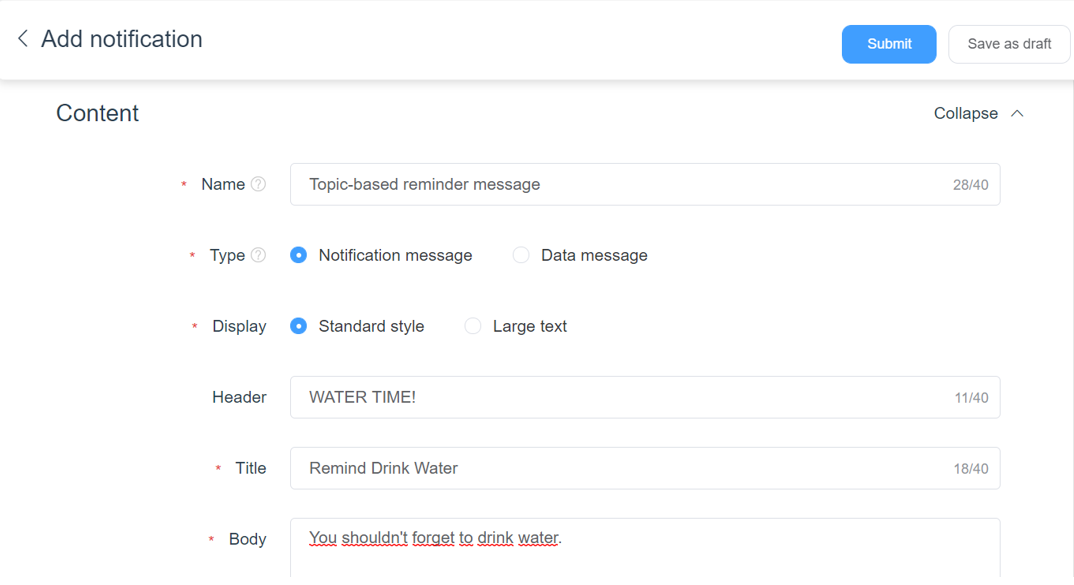 Add notification
Submit
Save as draft
Content
Collapse
* Name ?
Topic-based reminder message
28/40
* Type ?
Notification message
Data message
* Display
Standard style
Large text
Header
WATER TIME!
11/40
* Title
Remind Drink Water
18/40
* Body
You shouldn't forget to drink water.